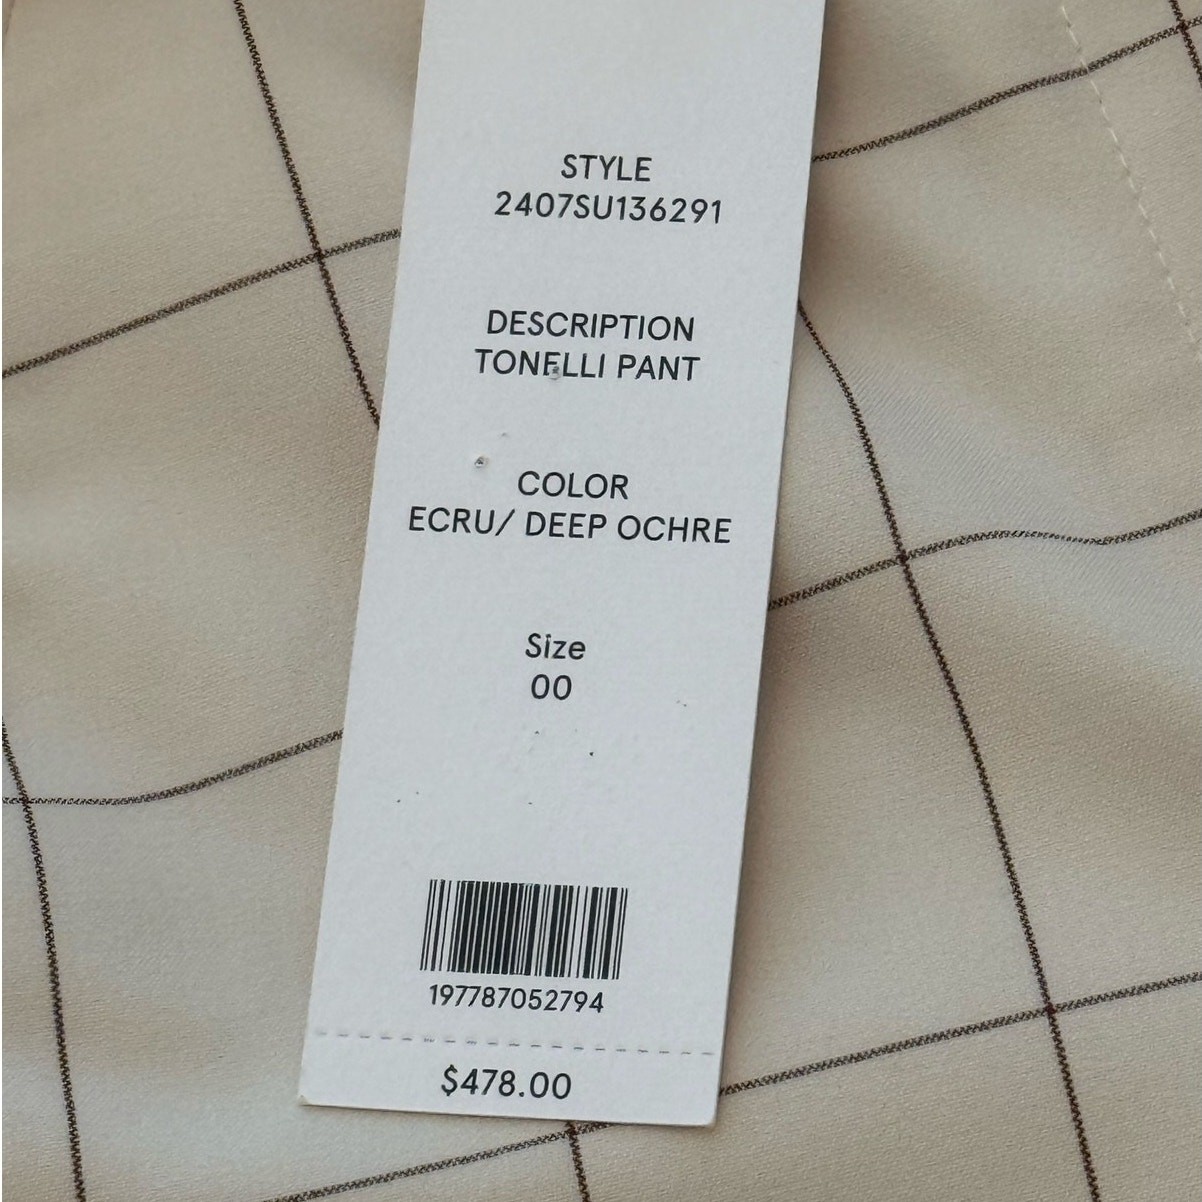 STYLE
2407SU136291
DESCRIPTION
TONELLI PANT
COLOR
ECRU/ DEEP OCHRE
Size
00
197787052794
$478.00